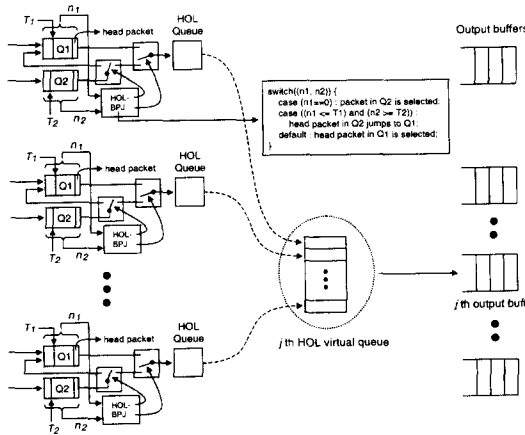 T1
n1
head packet
Q1
Q2
T2
n2
HOL-
BPJ
HOL
Queue
Output buffers
switch((n1, n2)) {
case (n1==0) : packet in Q2 is selected;
case ((n1 <= T1) and (n2 >= T2)) :
head packet in Q2 jumps to Q1;
default : head packet in Q1 is selected;
}
T1
n1
head packet
Q1
Q2
T2
n2
HOL-
BPJ
HOL
Queue
j th output buff
j th HOL virtual queue
T1
n1
head packet
Q1
Q2
T2
n2
HOL-
BPJ
HOL
Queue